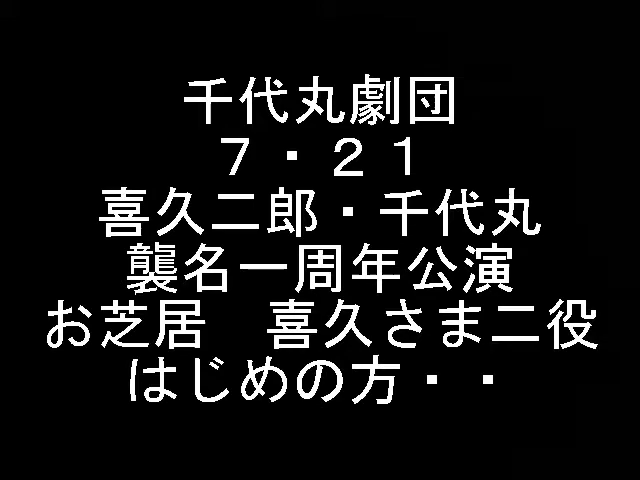 千代丸劇団
７・２１
喜久二郎・千代丸
襲名一周年公演
お芝居　喜久さま二役
はじめの方・・